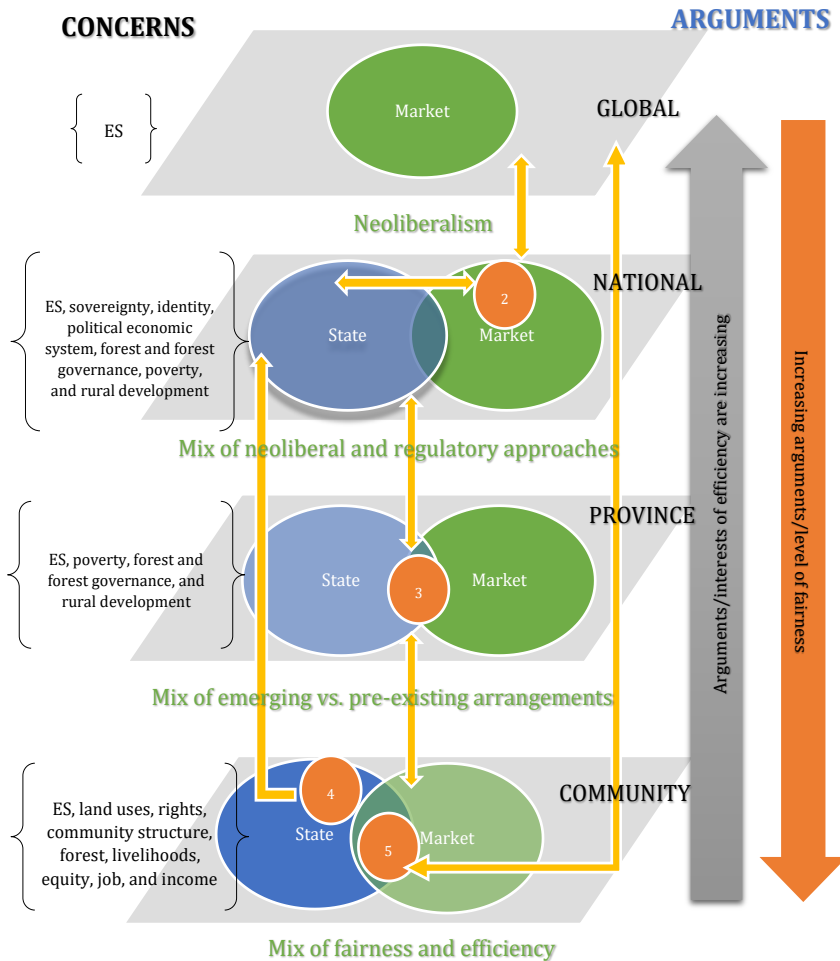 CONCERNS
ARGUMENTS
Market
GLOBAL
ES
Neoliberalism
NATIONAL
2
ES, sovereignty, identity,
political economic
system, forest and forest
governance, poverty,
and rural development
State
Market
Mix of neoliberal and regulatory approaches
PROVINCE
ES, poverty, forest and
forest governance, and
rural development
State
Market
3
Mix of emerging vs. pre-existing arrangements
COMMUNITY
4
ES, land uses, rights,
community structure,
forest, livelihoods,
equity, job, and income
State
Market
5
Mix of fairness and efficiency
Arguments/interests of efficiency are increasing
Increasing arguments/level of fairness